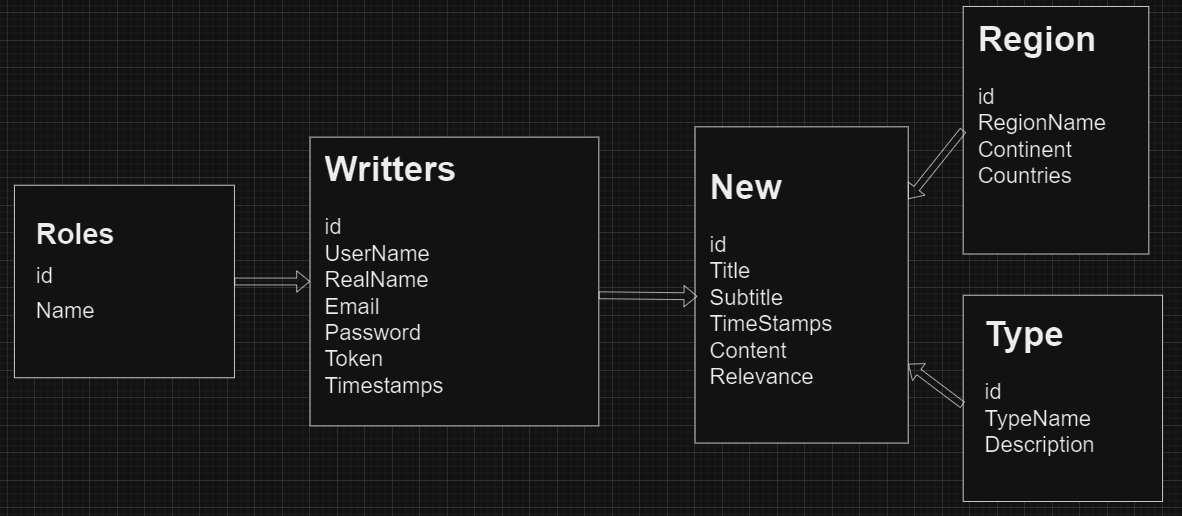 Roles
id
Name
Writters
id
UserName
RealName
Email
Password
Token
Timestamps
New
id
Title
Subtitle
TimeStamps
Content
Relevance
Region
id
RegionName
Continent
Countries
Type
id
TypeName
Description